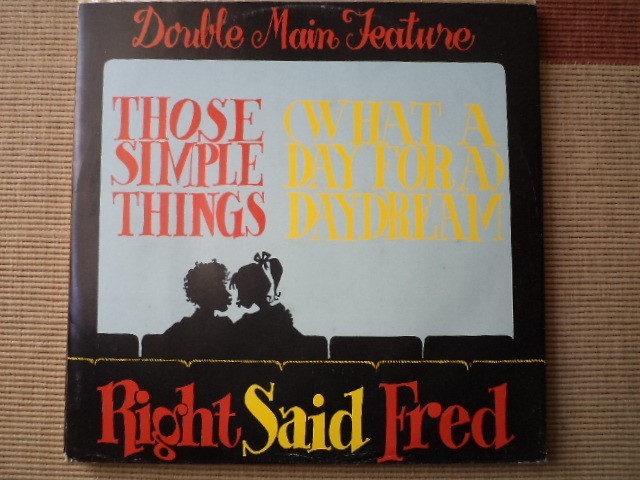 Double Main Feature
THOSE
SIMPLE
THINGS
(WHAT A
DAY FOR A)
DAYDREAM
Right Said Fred